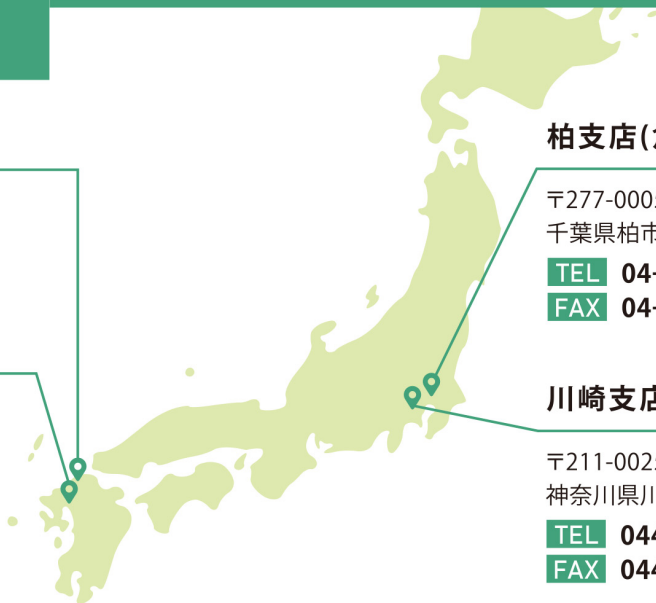 柏支店(
〒277-000
千葉県柏市
TEL 04-
FAX 04-
川崎支店
〒211-002
神奈川県川
TEL 044
FAX 044